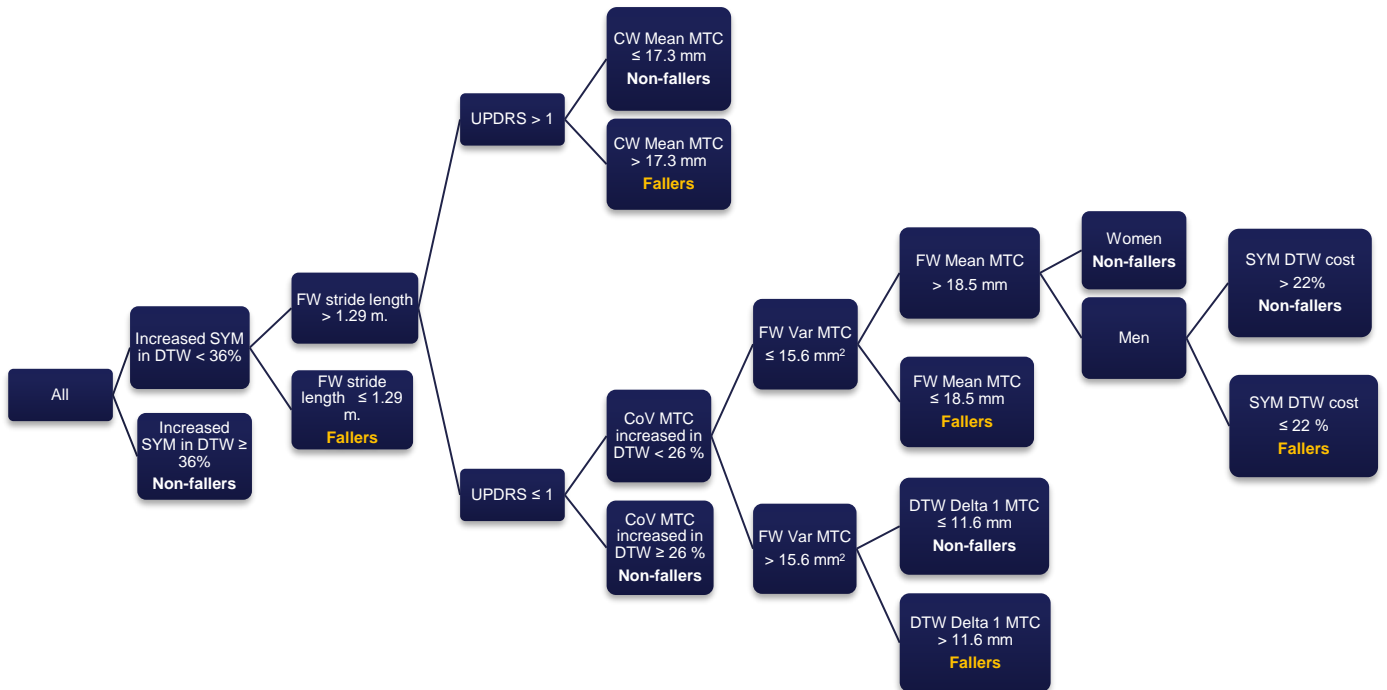 All
Increased SYM
in DTW < 36%
Increased
SYM in DTW ≥
36%
Non-fallers
FW stride length
> 1.29 m.
FW stride
length ≤ 1.29
m.
Fallers
UPDRS > 1
UPDRS ≤ 1
CW Mean MTC
≤ 17.3 mm
Non-fallers
CW Mean MTC
> 17.3 mm
Fallers
CoV MTC
increased in
DTW < 26 %
CoV MTC
increased in
DTW ≥ 26 %
Non-fallers
FW Var MTC
≤ 15.6 mm²
FW Var MTC
> 15.6 mm²
FW Mean MTC
> 18.5 mm
FW Mean MTC
≤ 18.5 mm
Fallers
DTW Delta 1 MTC
≤ 11.6 mm
Non-fallers
DTW Delta 1 MTC
> 11.6 mm
Fallers
Women
Non-fallers
Men
SYM DTW cost
> 22%
Non-fallers
SYM DTW cost
≤ 22 %
Fallers